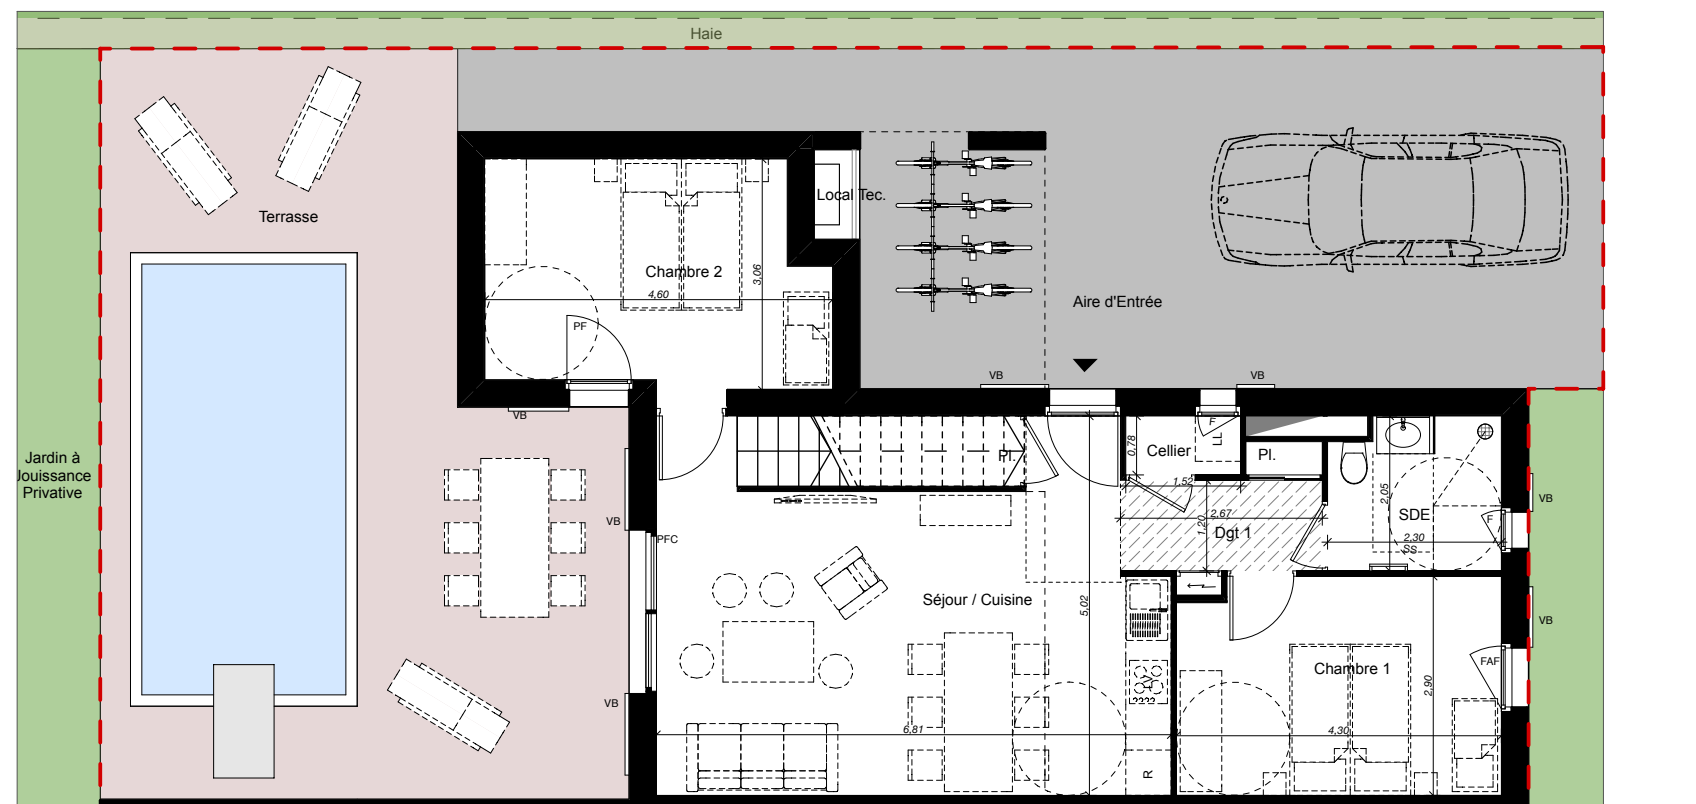 Haie
Terrasse
Local Tec.
Chambre 2
3,06
4,60
PF
Aire d'Entrée
VB
VB
VB
Jardin à
Jouissance
Privative
Pl.
0,78
Cellier
F
LL
Pl.
1,52
2,67
1,20
Dgt 1
2,05
SDE
F
2,30
SS
VB
VB
PFC
Séjour / Cuisine
5,02
VB
Chambre 1
FAF
2,90
LV
VB
6,81
4,30
R